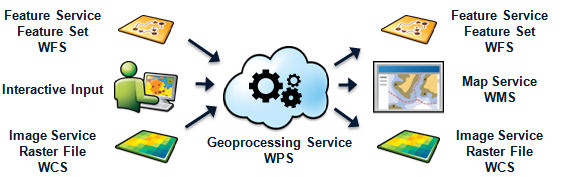 Feature Service
Feature Set
WFS
Interactive Input
Image Service
Raster File
WCS
Geoprocessing Service
WPS
Feature Service
Feature Set
WFS
Map Service
WMS
Image Service
Raster File
WCS